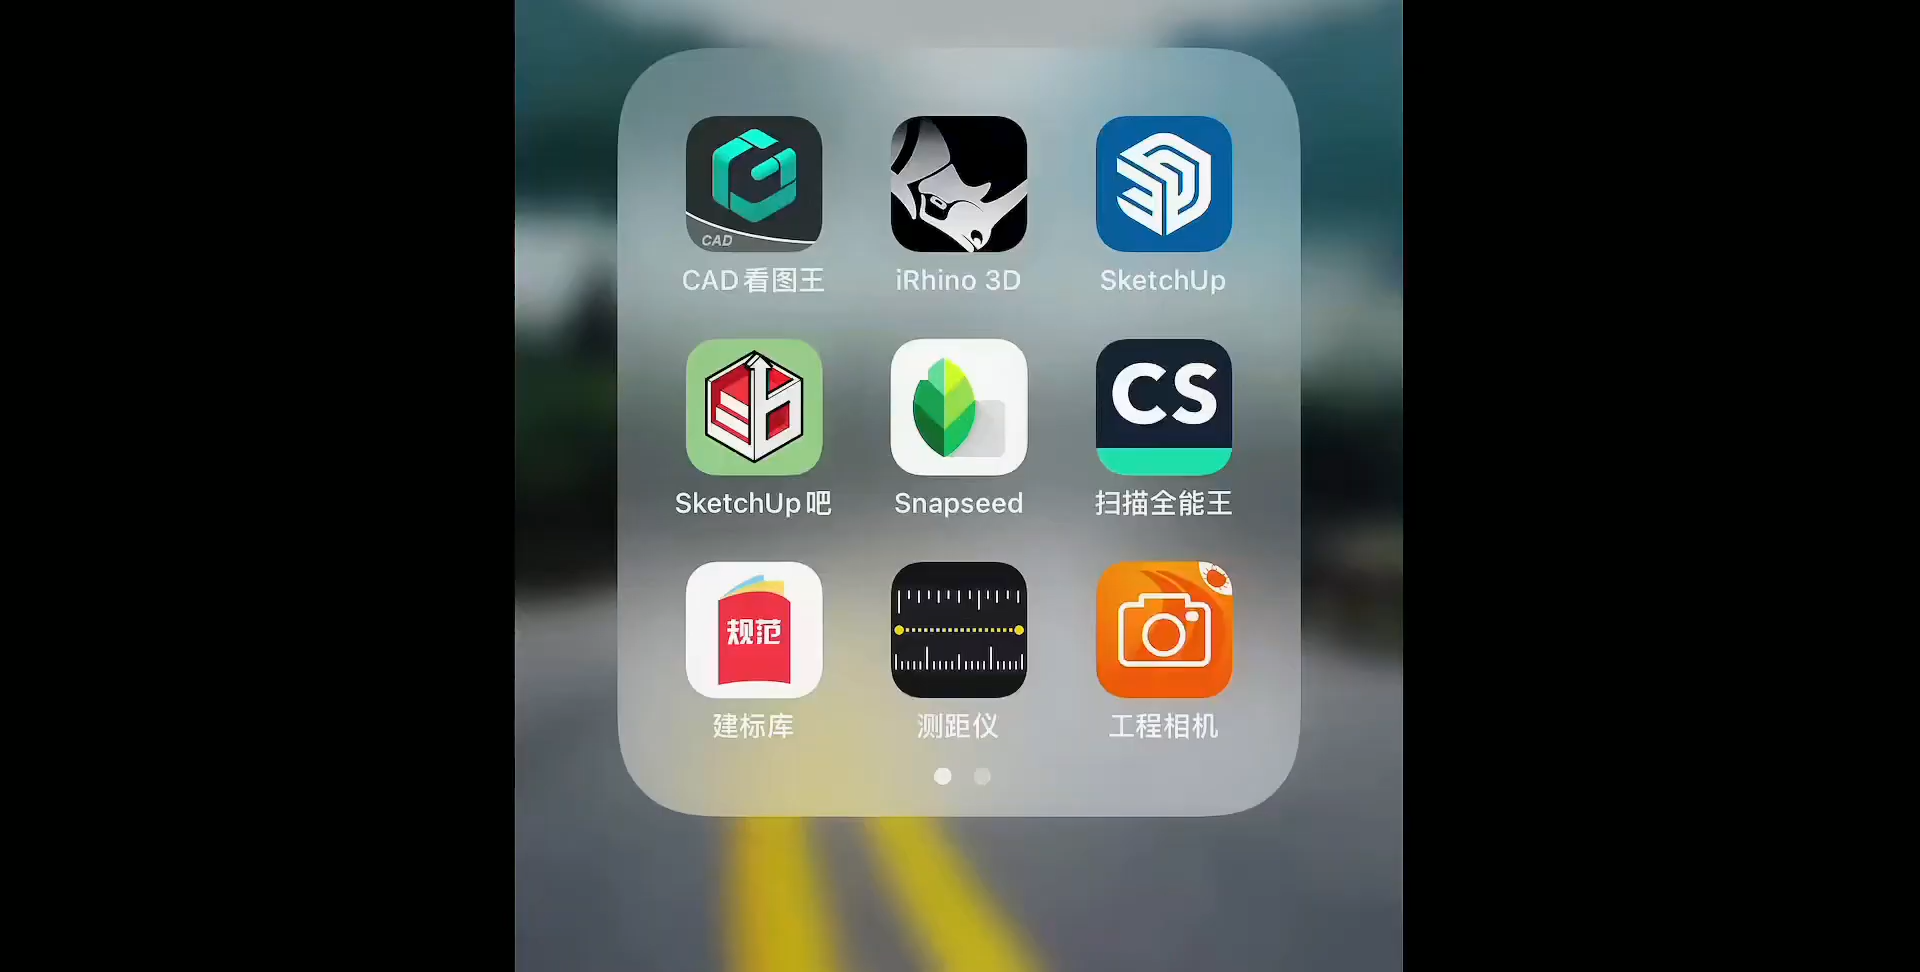 CAD
CAD看图王
iRhino 3D
SketchUp
SketchUp吧
Snapseed
CS
扫描全能王
规范
建标库
测距仪
工程相机